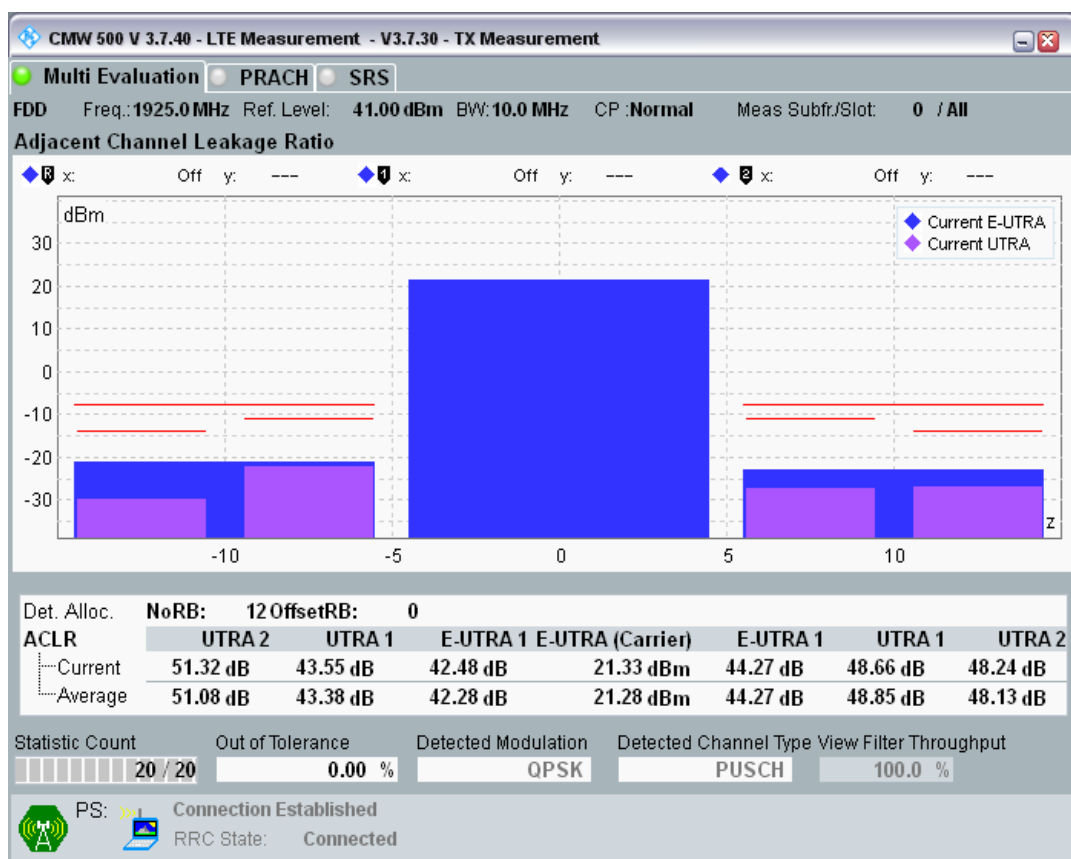 CMW 500 V 3.7.40 - LTE Measurement - V3.7.30 - TX Measurement
Multi Evaluation PRACH SRS
FDD Freq.: 1925.0 MHz Ref. Level: 41.00 dBm BW: 10.0 MHz CP :Normal Meas Subfr./Slot: 0 / All
Adjacent Channel Leakage Ratio
R x: Off y: --- 1 x: Off y: --- 2 x: Off y: ---
dBm
Current E-UTRA
Current UTRA
30
20
10
0
-10
-20
-30
z
-10 -5 0 5 10
Det. Alloc. NoRB: 12 OffsetRB: 0
ACLR UTRA 2 UTRA 1 E-UTRA 1 E-UTRA (Carrier) E-UTRA 1 UTRA 1 UTRA 2
Current 51.32 dB 43.55 dB 42.48 dB 21.33 dBm 44.27 dB 48.66 dB 48.24 dB
Average 51.08 dB 43.38 dB 42.28 dB 21.28 dBm 44.27 dB 48.85 dB 48.13 dB
Statistic Count Out of Tolerance Detected Modulation Detected Channel Type View Filter Throughput
20 / 20 0.00 % QPSK PUSCH 100.0 %
PS: Connection Established
RRC State: Connected